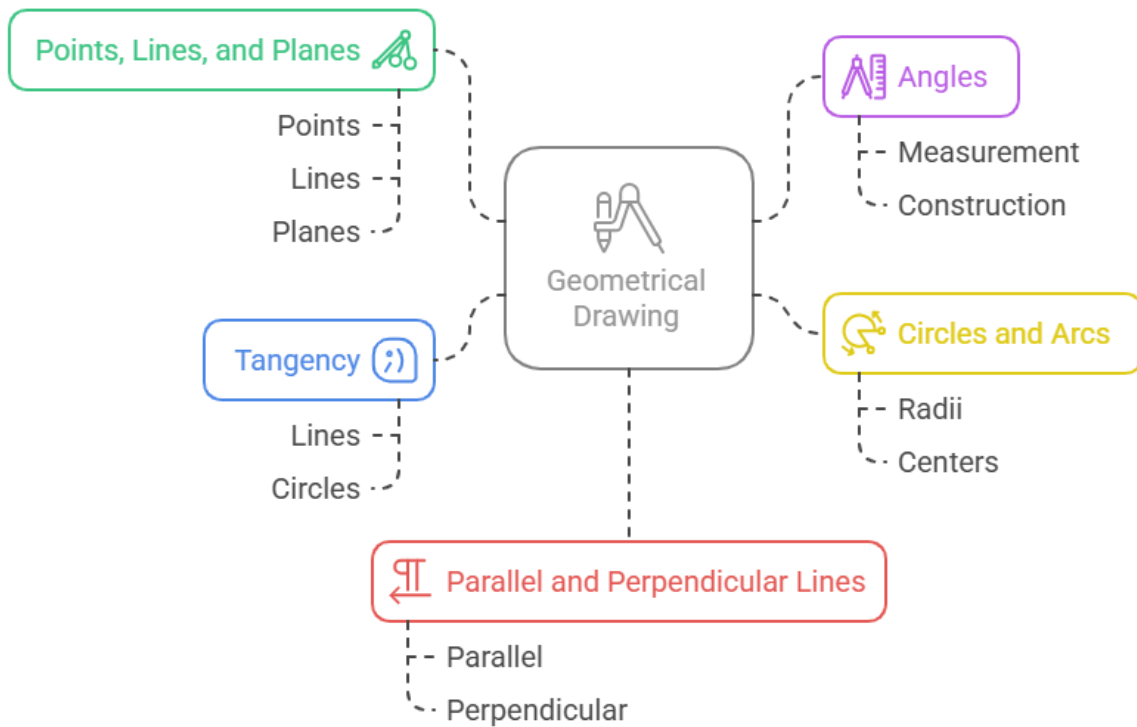 Points, Lines, and Planes
Points
Lines
Planes
Tangency
Lines
Circles
Geometrical
Drawing
Angles
Measurement
Construction
Circles and Arcs
Radii
Centers
Parallel and Perpendicular Lines
Parallel
Perpendicular